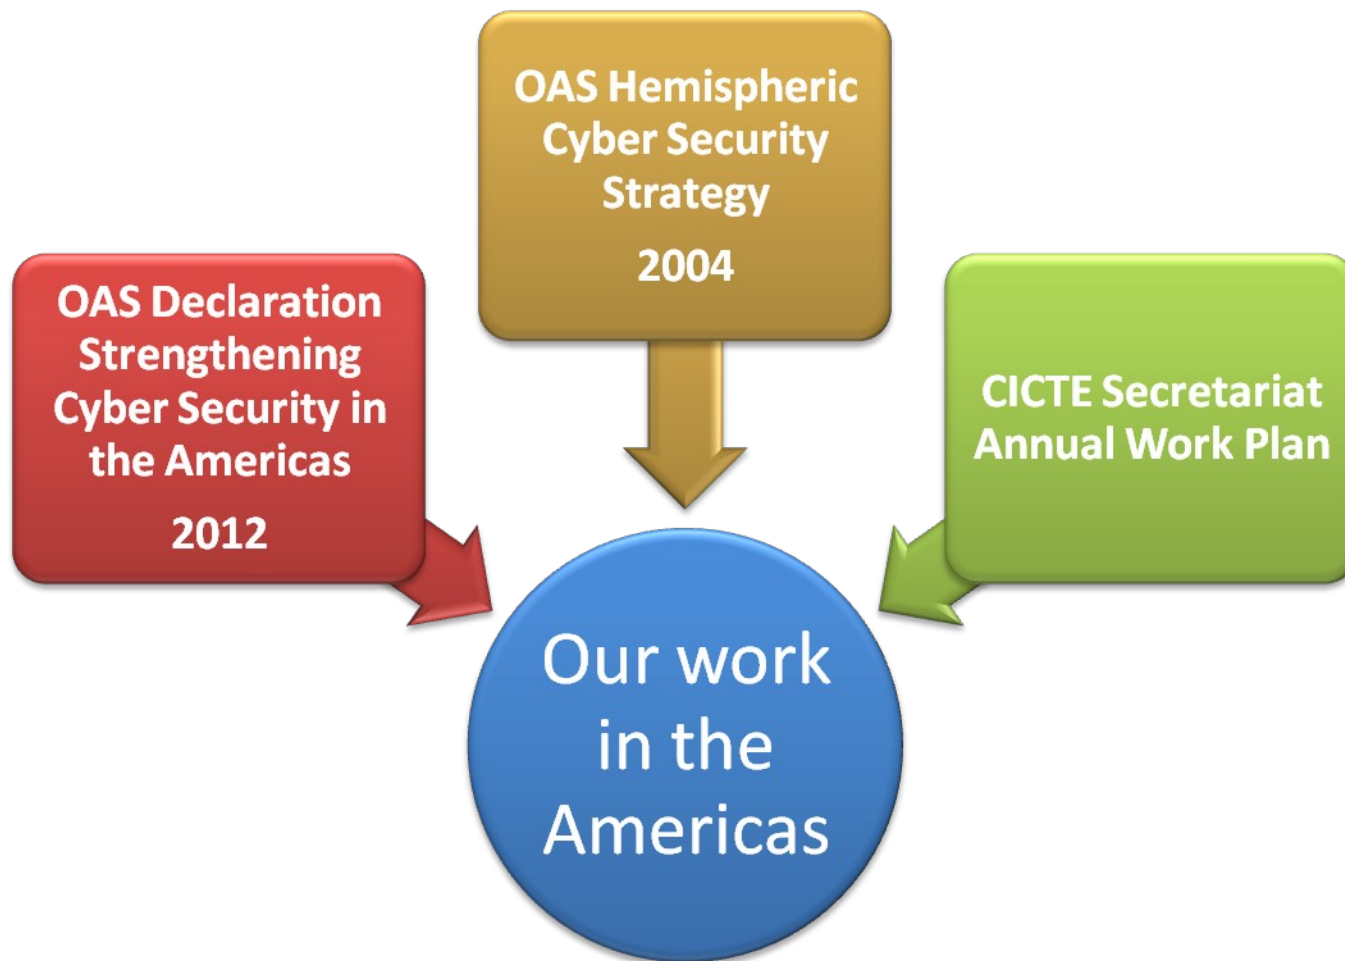 OAS Hemispheric
Cyber Security
Strategy
2004
OAS Declaration
Strengthening
Cyber Security in
the Americas
2012
CICTE Secretariat
Annual Work Plan
Our work
in the
Americas